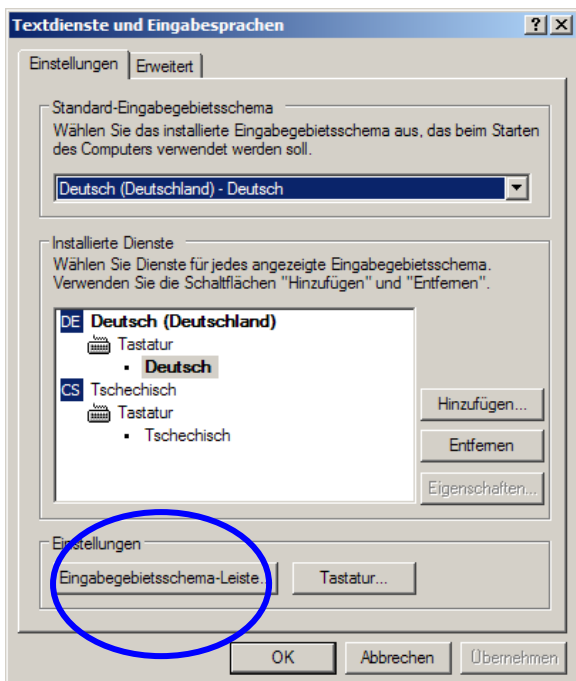 Textdienste und Eingabesprachen
Einstellungen
Erweitert
Standard-Eingabegebietsschema
Wählen Sie das installierte Eingabegebietsschema aus, das beim Starten
des Computers verwendet werden soll.
Deutsch (Deutschland) - Deutsch
Installierte Dienste
Wählen Sie Dienste für jedes angezeigte Eingabegebietsschema.
Verwenden Sie die Schaltflächen "Hinzufügen" und "Entfernen".
DE Deutsch (Deutschland)
Tastatur
• Deutsch
CS Tschechisch
Tastatur
• Tschechisch
Hinzufügen...
Entfernen
Eigenschaften...
Einstellungen
Eingabegebietsschema-Leiste...
Tastatur...
OK
Abbrechen
Übernehmen